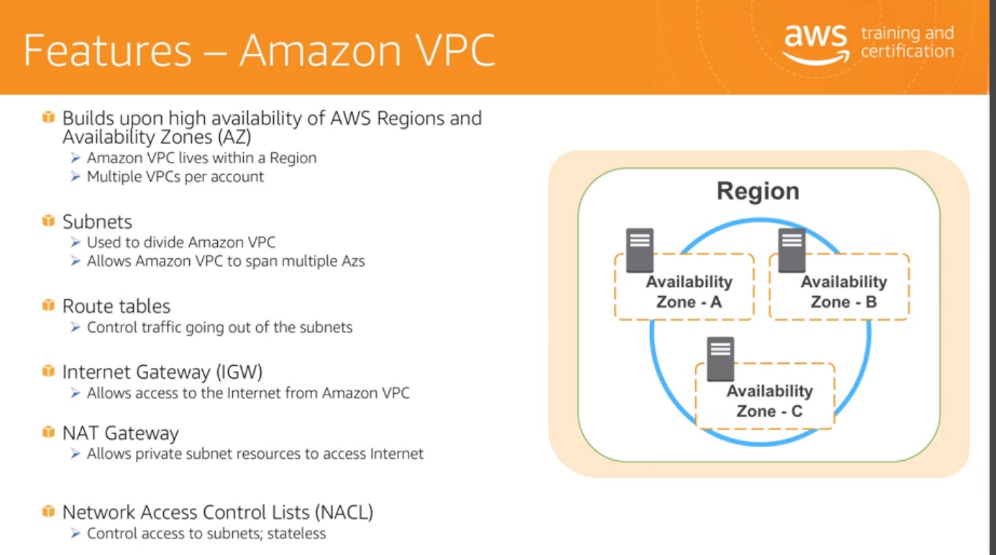 Features – Amazon VPC
aws
training and
certification
Builds upon high availability of AWS Regions and
Availability Zones (AZ)
Amazon VPC lives within a Region
Multiple VPCs per account
Subnets
Used to divide Amazon VPC
Allows Amazon VPC to span multiple Azs
Route tables
Control traffic going out of the subnets
Internet Gateway (IGW)
Allows access to the Internet from Amazon VPC
NAT Gateway
Allows private subnet resources to access Internet
Network Access Control Lists (NACL)
Control access to subnets; stateless
Region
Availability
Zone - A
Availability
Zone - B
Availability
Zone - C